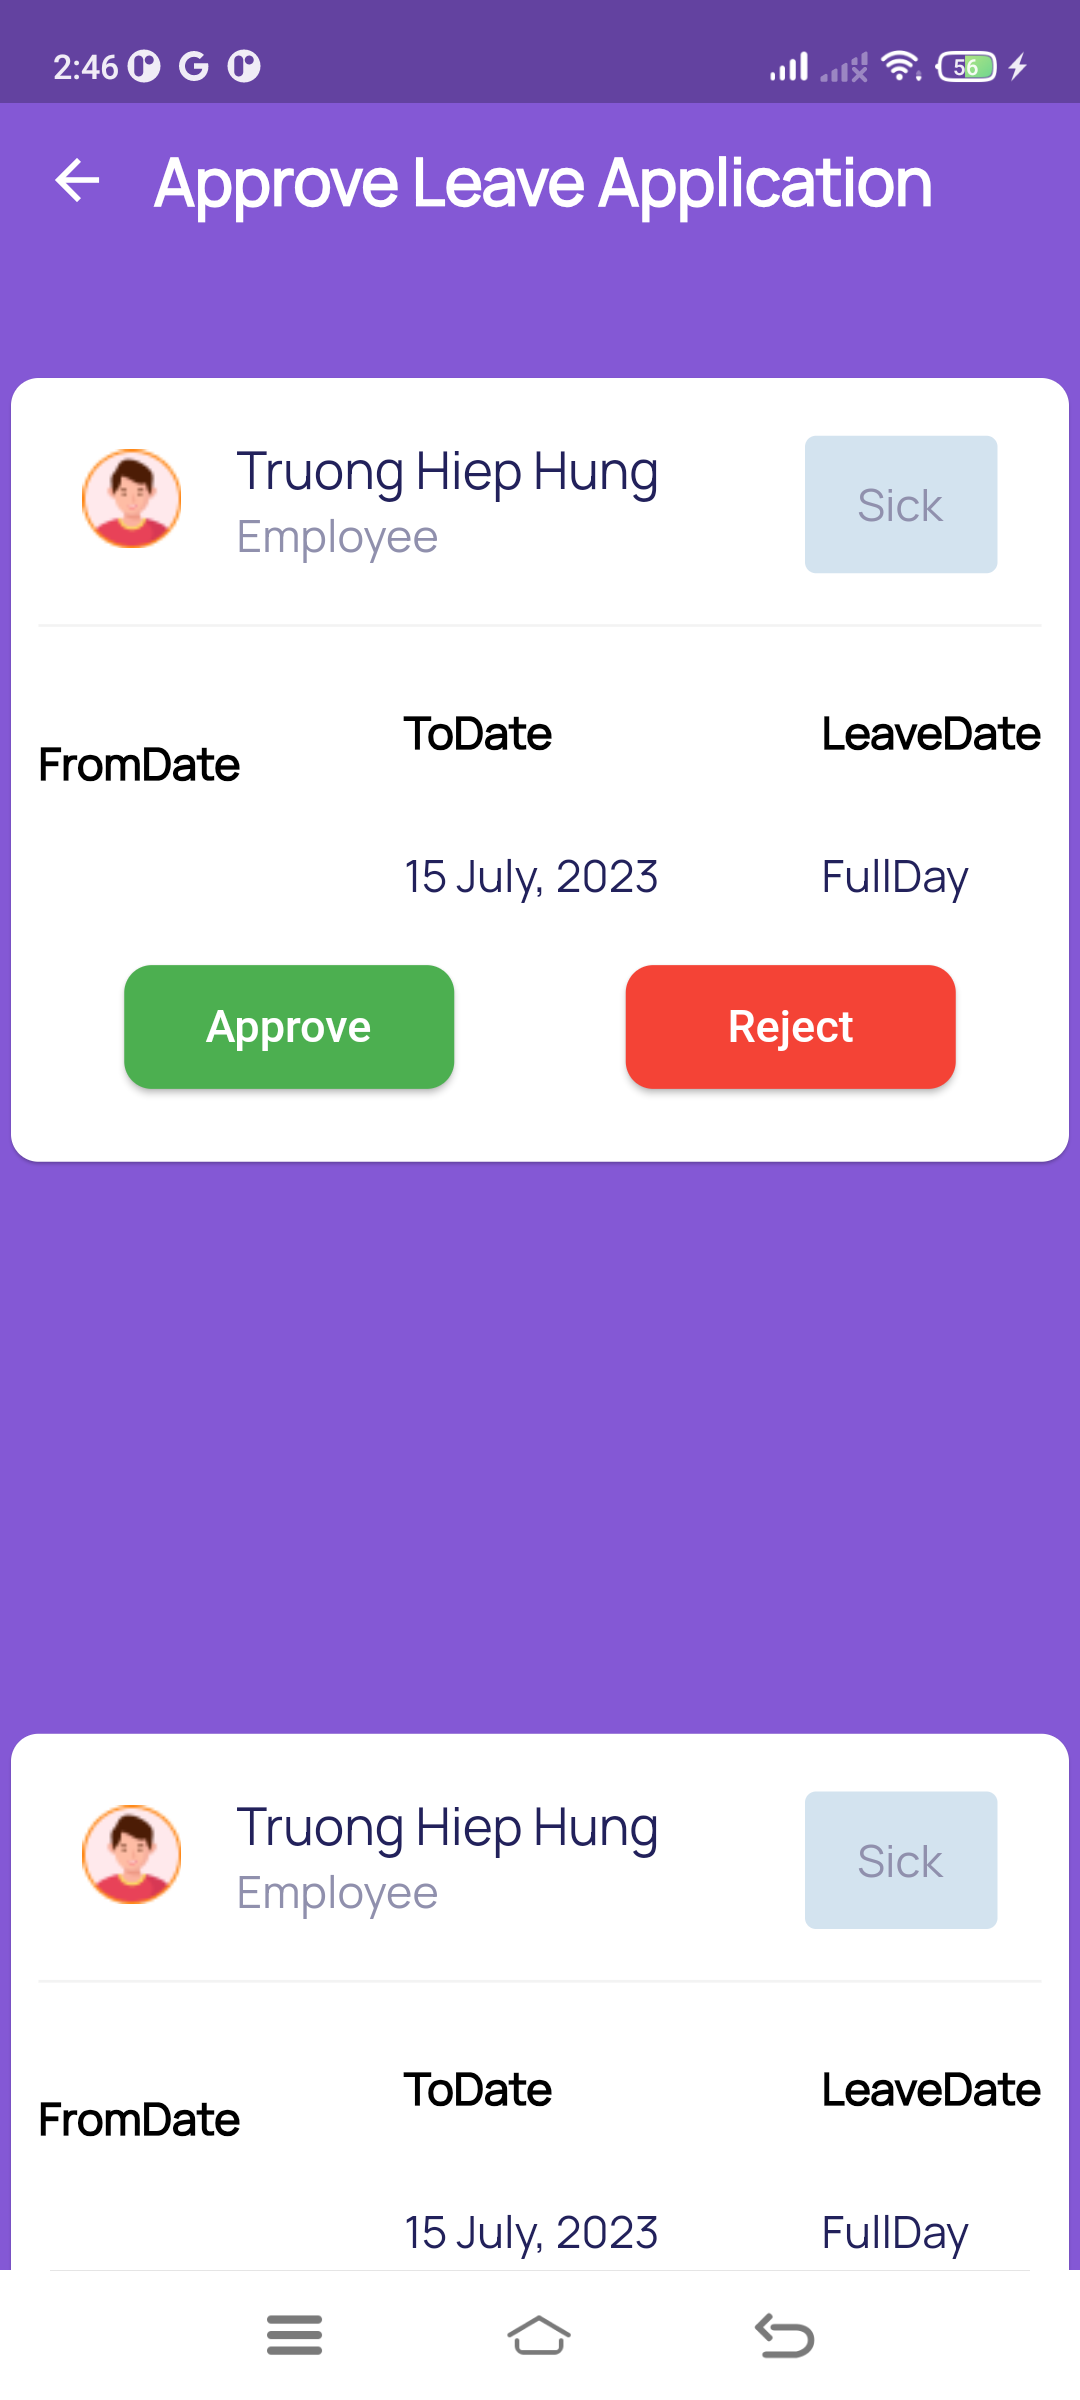 2:46 56
Approve Leave Application
Truong Hiep Hung
Employee
Sick
FromDate
ToDate
LeaveDate
15 July, 2023
FullDay
Approve
Reject
Truong Hiep Hung
Employee
Sick
FromDate
ToDate
LeaveDate
15 July, 2023
FullDay